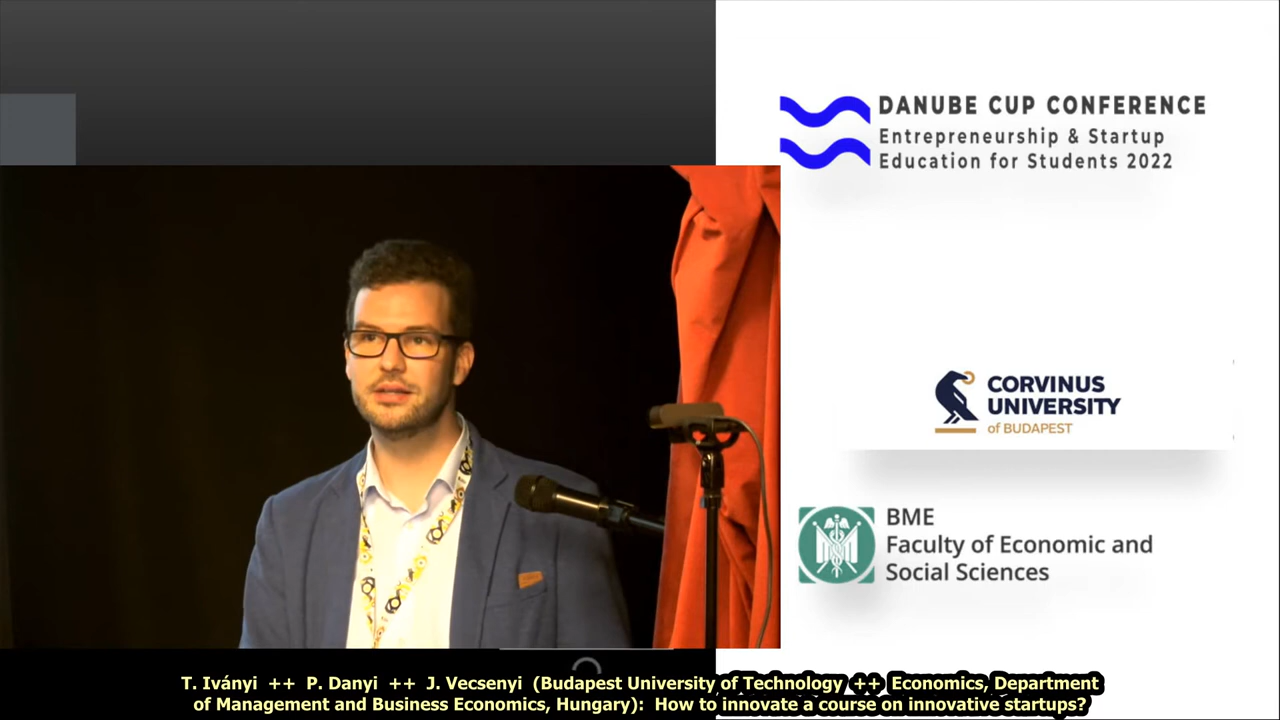 DANUBE CUP CONFERENCE
Entrepreneurship & Startup
Education for Students 2022
CORVINUS
UNIVERSITY
of BUDAPEST
BME
Faculty of Economic and
Social Sciences
T. Iványi ++ P. Danyi ++ J. Vecsenyi (Budapest University of Technology ++ Economics, Department
of Management and Business Economics, Hungary): How to innovate a course on innovative startups?